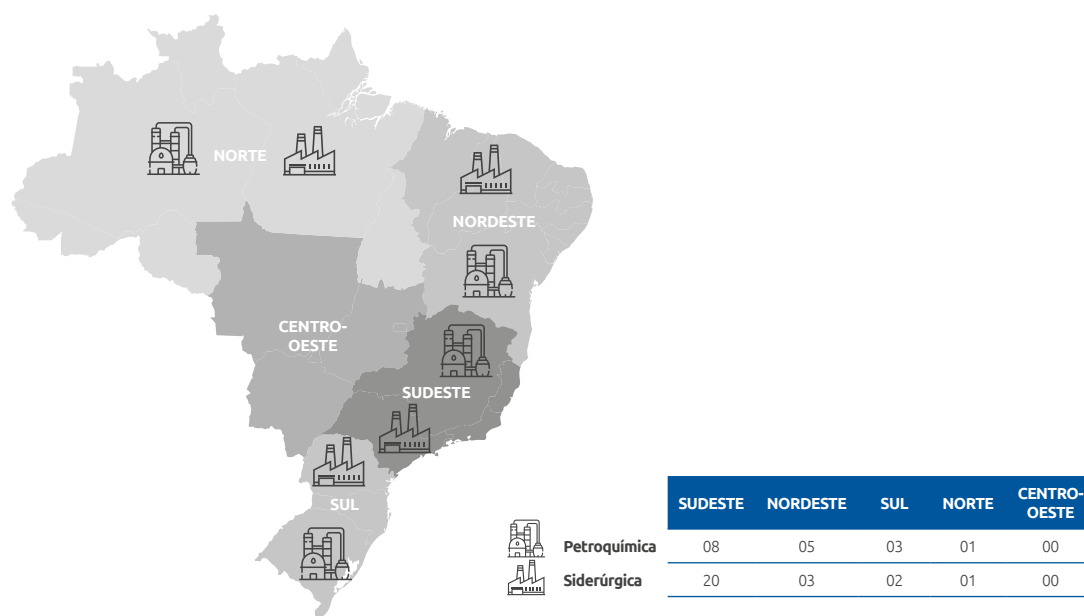 NORTE
NORDESTE
CENTRO-
OESTE
SUDESTE
SUL
SUDESTE NORDESTE SUL NORTE CENTRO-
OESTE
Petroquímica 08 05 03 01 00
Siderúrgica 20 03 02 01 00